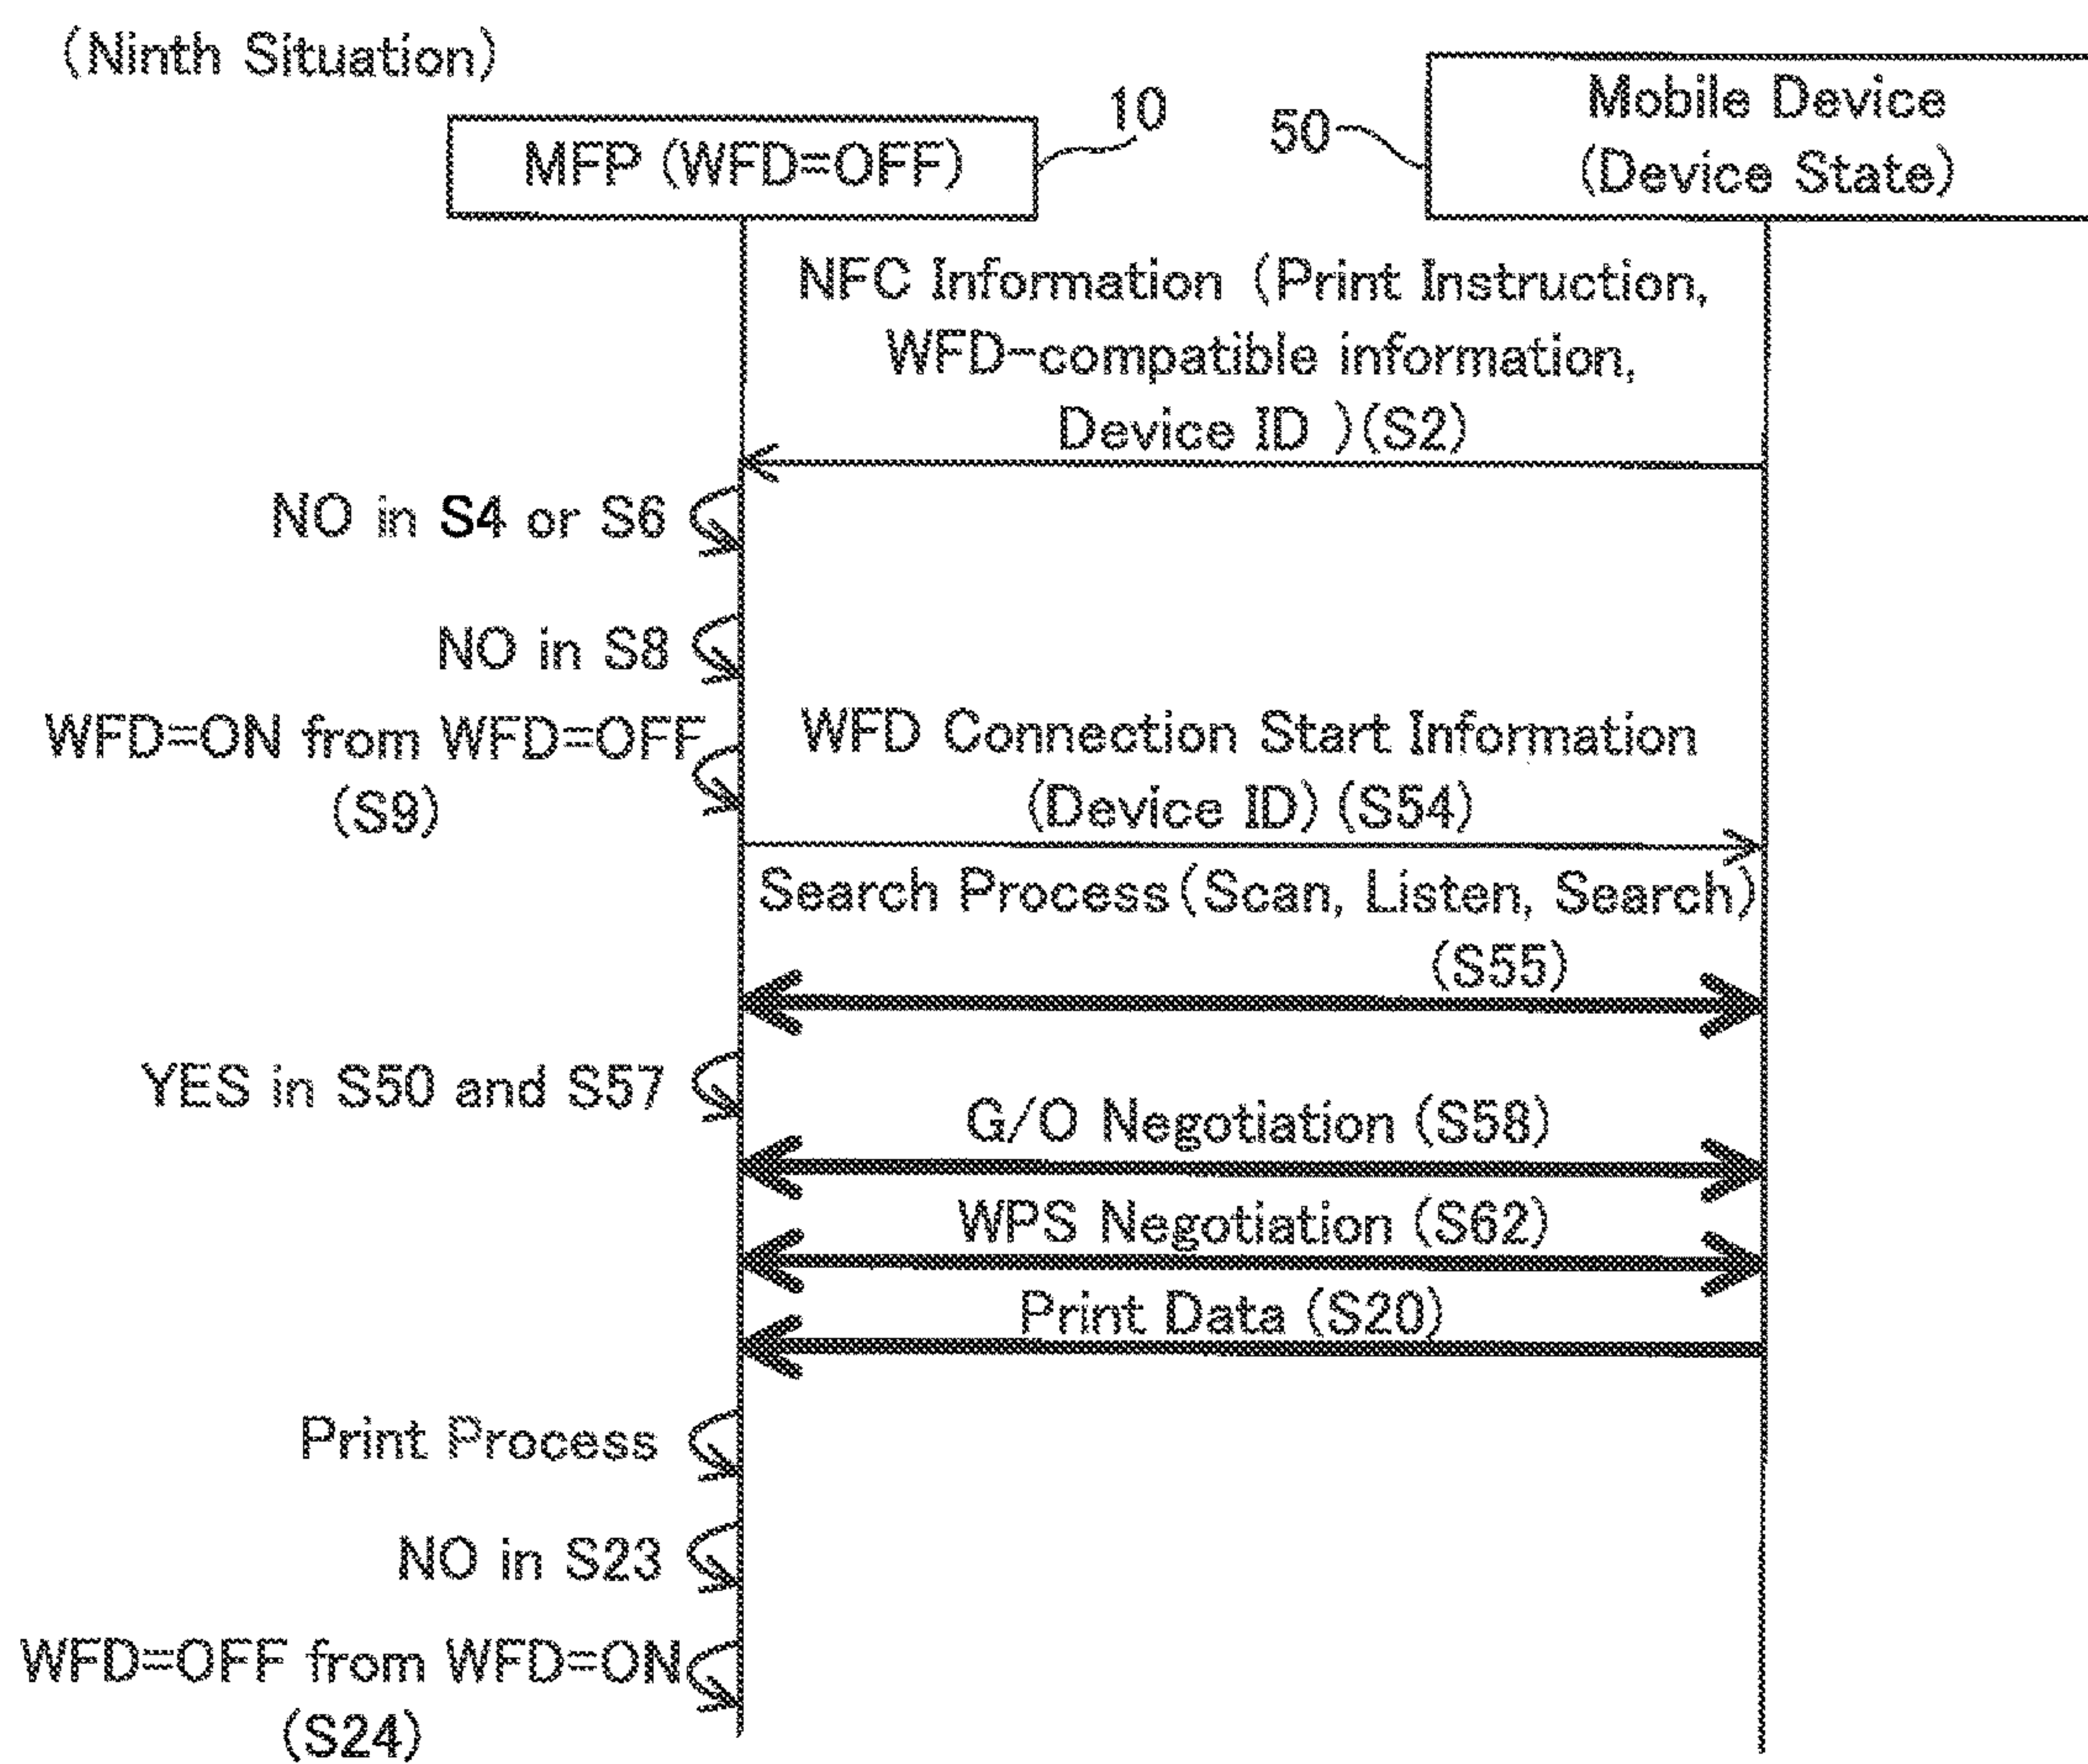 (Ninth Situation)
10
50
Mobile Device
(Device State)
MFP (WFD=OFF)
NFC Information (Print Instruction,
WFD-compatible information,
Device ID )(S2)
NO in S4 or S6
NO in S8
WFD=ON from WFD=OFF
(S9)
WFD Connection Start Information
(Device ID) (S54)
Search Process(Scan, Listen, Search)
(S55)
YES in S50 and S57
G/O Negotiation (S58)
WPS Negotiation (S62)
Print Data (S20)
Print Process
NO in S23
WFD=OFF from WFD=ON
(S24)